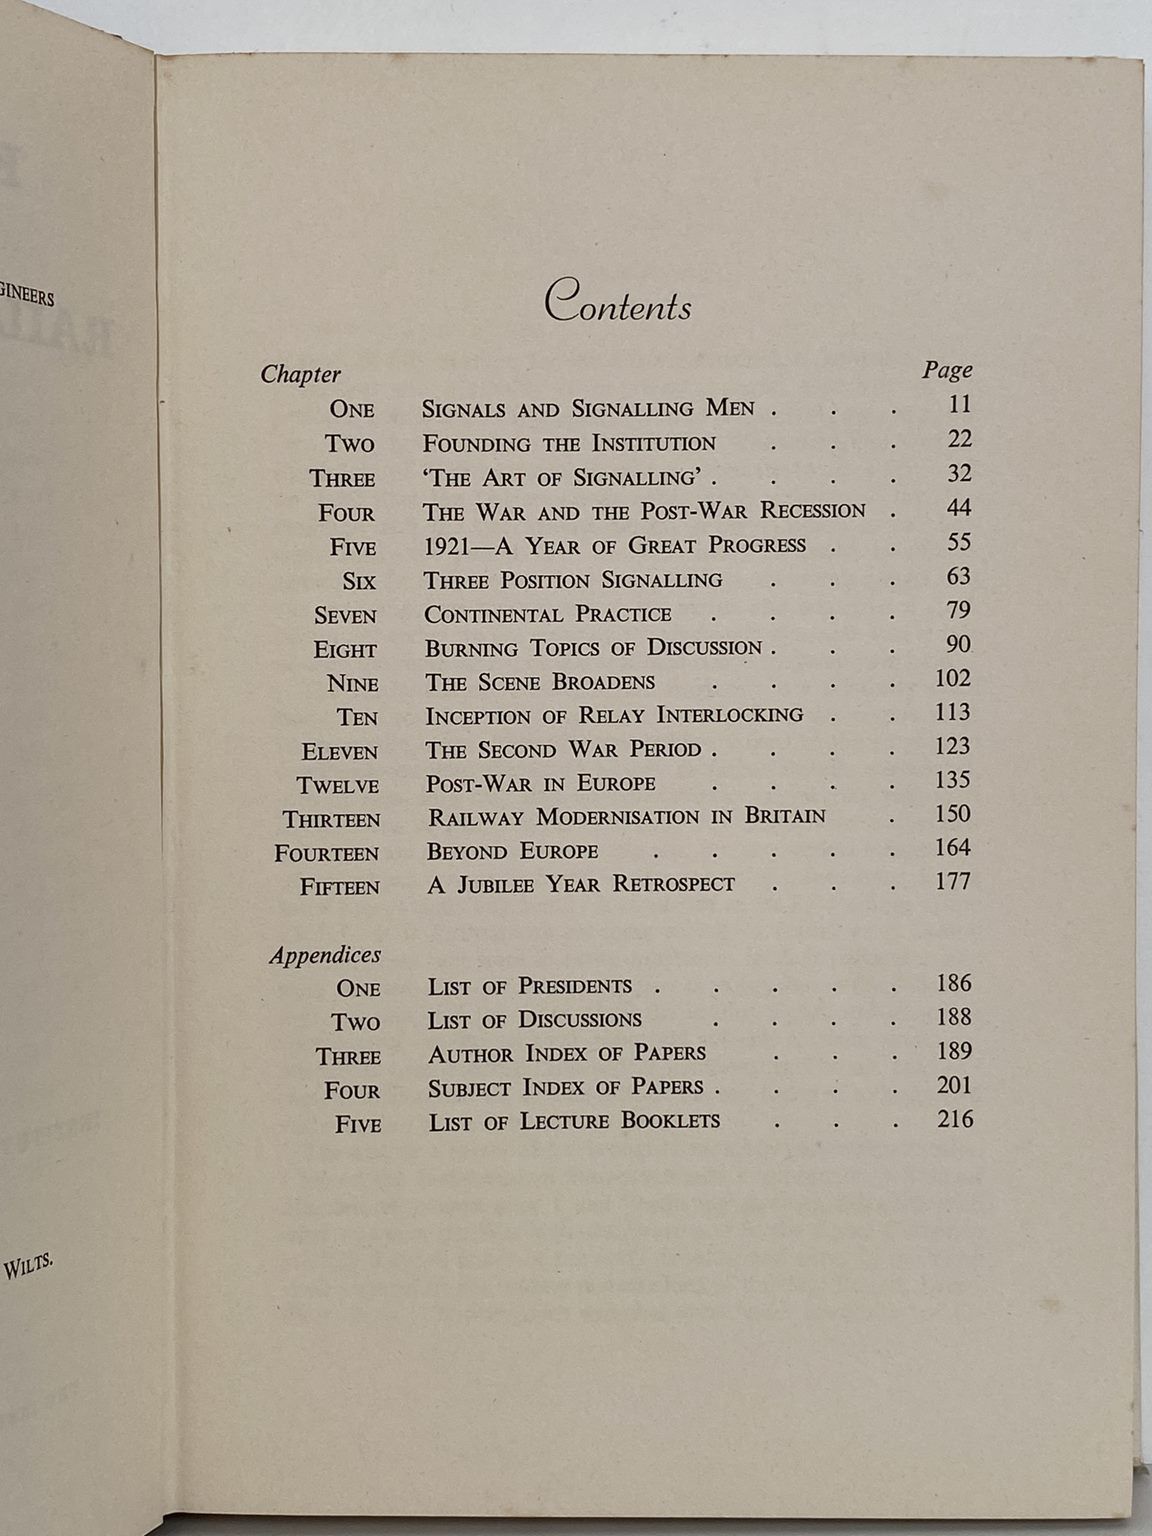 GINEERS
WILTS.
Contents
Chapter Page
ONE SIGNALS AND SIGNALLING MEN . . . 11
TWO FOUNDING THE INSTITUTION . . . 22
THREE ‘THE ART OF SIGNALLING’ . . . . 32
FOUR THE WAR AND THE POST-WAR RECESSION . 44
FIVE 1921—A YEAR OF GREAT PROGRESS . . 55
SIX THREE POSITION SIGNALLING . . . 63
SEVEN CONTINENTAL PRACTICE . . . . 79
EIGHT BURNING TOPICS OF DISCUSSION . . . 90
NINE THE SCENE BROADENS . . . . 102
TEN INCEPTION OF RELAY INTERLOCKING . . 113
ELEVEN THE SECOND WAR PERIOD . . . . 123
TWELVE POST-WAR IN EUROPE . . . . 135
THIRTEEN RAILWAY MODERNISATION IN BRITAIN . 150
FOURTEEN BEYOND EUROPE . . . . . 164
FIFTEEN A JUBILEE YEAR RETROSPECT . . . 177
Appendices
ONE LIST OF PRESIDENTS . . . . . 186
TWO LIST OF DISCUSSIONS . . . . 188
THREE AUTHOR INDEX OF PAPERS . . . 189
FOUR SUBJECT INDEX OF PAPERS . . . . 201
FIVE LIST OF LECTURE BOOKLETS . . . 216